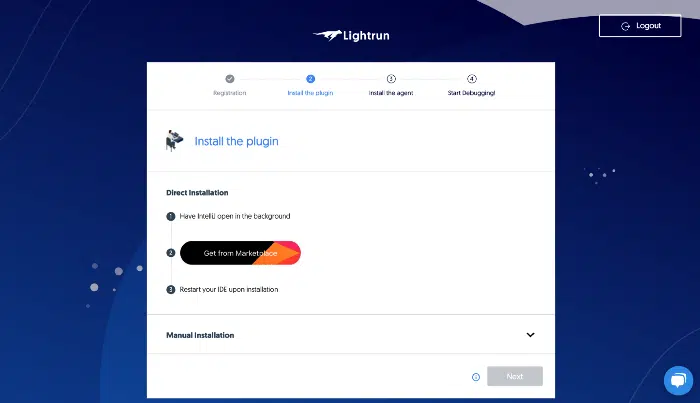 Logout
Lightrun
2
3
4
Registration
Install the plugin
Install the agent
Start Debugging!
Install the plugin
Direct Installation
1 Have IntelliJ open in the background
2 Get from Marketplace
3 Restart your IDE upon installation
Manual Installation
Next